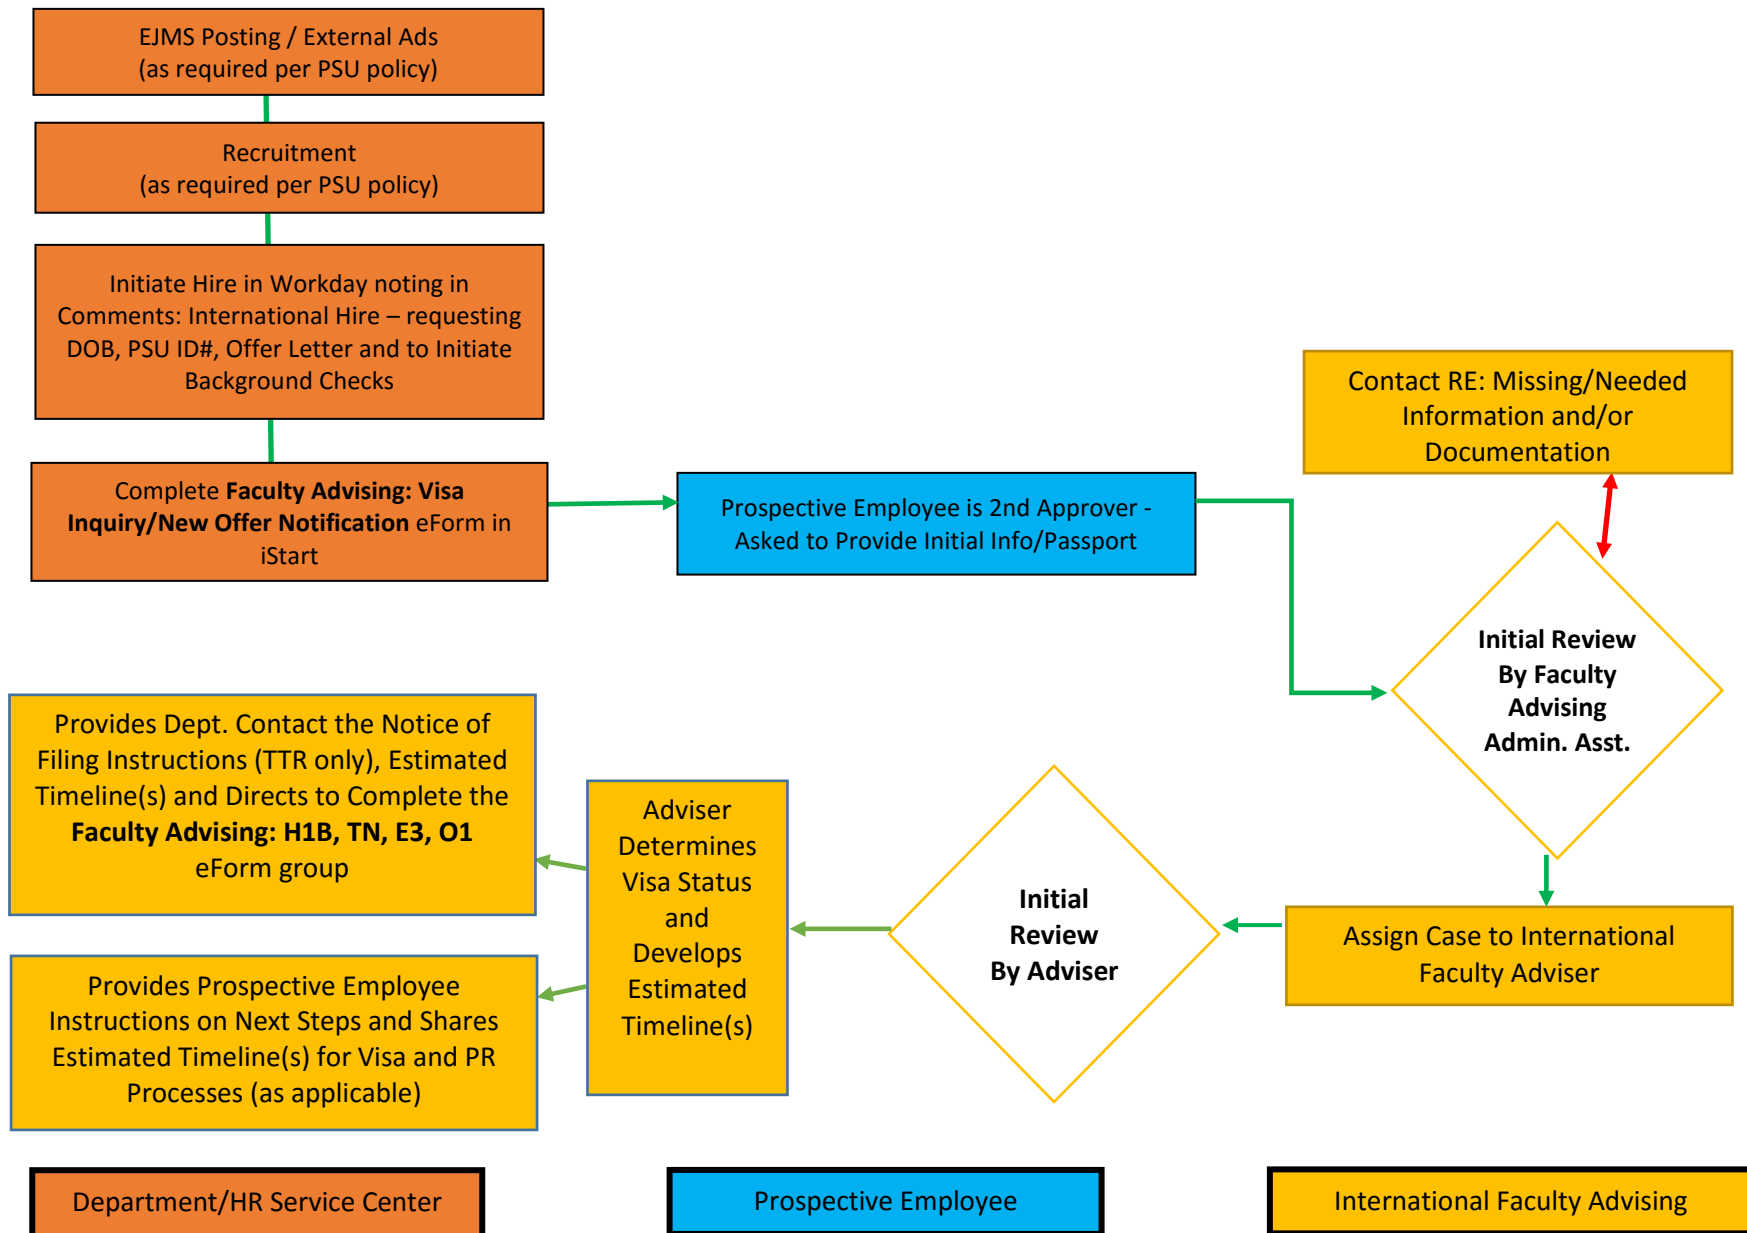 EJMS Posting / External Ads
(as required per PSU policy)
Recruitment
(as required per PSU policy)
Initiate Hire in Workday noting in
Comments: International Hire – requesting
DOB, PSU ID#, Offer Letter and to Initiate
Background Checks
Complete Faculty Advising: Visa
Inquiry/New Offer Notification eForm in
iStart
Prospective Employee is 2nd Approver -
Asked to Provide Initial Info/Passport
Contact RE: Missing/Needed
Information and/or
Documentation
Initial Review
By Faculty
Advising
Admin. Asst.
Assign Case to International
Faculty Adviser
Initial
Review
By Adviser
Adviser
Determines
Visa Status
and
Develops
Estimated
Timeline(s)
Provides Dept. Contact the Notice of
Filing Instructions (TTR only), Estimated
Timeline(s) and Directs to Complete the
Faculty Advising: H1B, TN, E3, O1
eForm group
Provides Prospective Employee
Instructions on Next Steps and Shares
Estimated Timeline(s) for Visa and PR
Processes (as applicable)
Department/HR Service Center
Prospective Employee
International Faculty Advising